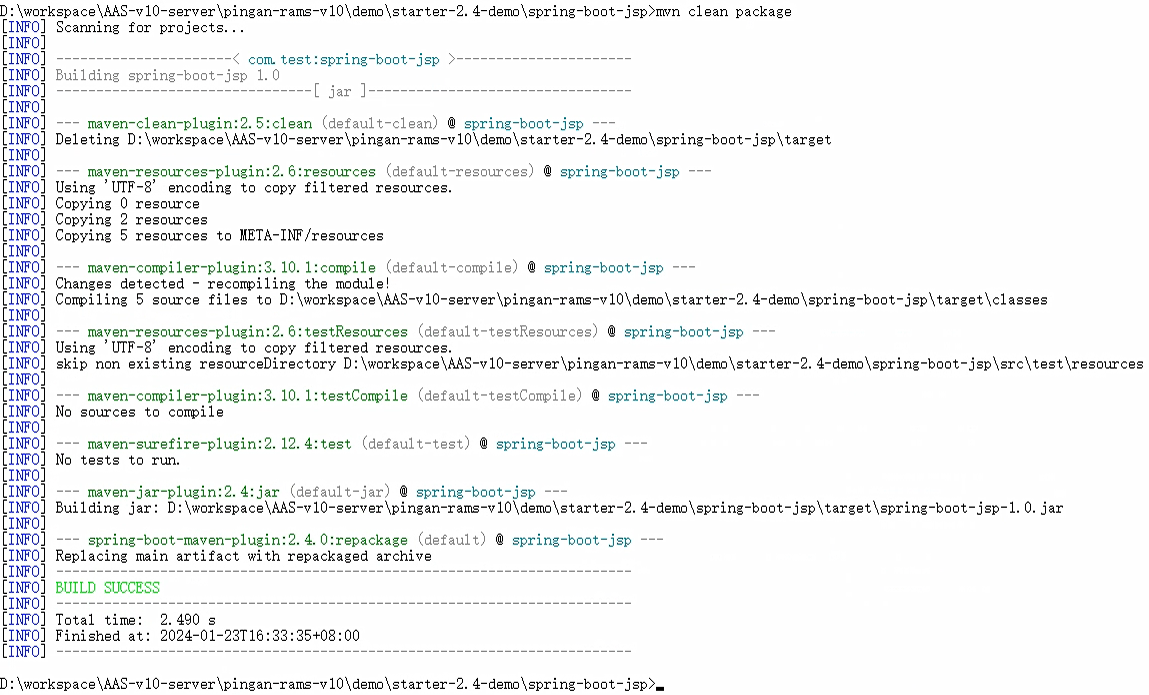 D:\workspace\AAS-v10-server\pingan-rams-v10\demo\starter-2.4-demo\spring-boot-jsp>mvn clean package
[INFO] Scanning for projects...
[INFO]
[INFO] ----------------------< com.test:spring-boot-jsp >----------------------
[INFO] Building spring-boot-jsp 1.0
[INFO] --------------------------------[ jar ]---------------------------------
[INFO]
[INFO] --- maven-clean-plugin:2.5:clean (default-clean) @ spring-boot-jsp ---
[INFO] Deleting D:\workspace\AAS-v10-server\pingan-rams-v10\demo\starter-2.4-demo\spring-boot-jsp\target
[INFO]
[INFO] --- maven-resources-plugin:2.6:resources (default-resources) @ spring-boot-jsp ---
[INFO] Using 'UTF-8' encoding to copy filtered resources.
[INFO] Copying 0 resource
[INFO] Copying 2 resources
[INFO] Copying 5 resources to META-INF/resources
[INFO]
[INFO] --- maven-compiler-plugin:3.10.1:compile (default-compile) @ spring-boot-jsp ---
[INFO] Changes detected - recompiling the module!
[INFO] Compiling 5 source files to D:\workspace\AAS-v10-server\pingan-rams-v10\demo\starter-2.4-demo\spring-boot-jsp\target\classes
[INFO]
[INFO] --- maven-resources-plugin:2.6:testResources (default-testResources) @ spring-boot-jsp ---
[INFO] Using 'UTF-8' encoding to copy filtered resources.
[INFO] skip non existing resourceDirectory D:\workspace\AAS-v10-server\pingan-rams-v10\demo\starter-2.4-demo\spring-boot-jsp\src\test\resources
[INFO]
[INFO] --- maven-compiler-plugin:3.10.1:testCompile (default-testCompile) @ spring-boot-jsp ---
[INFO] No sources to compile
[INFO]
[INFO] --- maven-surefire-plugin:2.12.4:test (default-test) @ spring-boot-jsp ---
[INFO] No tests to run.
[INFO]
[INFO] --- maven-jar-plugin:2.4:jar (default-jar) @ spring-boot-jsp ---
[INFO] Building jar: D:\workspace\AAS-v10-server\pingan-rams-v10\demo\starter-2.4-demo\spring-boot-jsp\target\spring-boot-jsp-1.0.jar
[INFO]
[INFO] --- spring-boot-maven-plugin:2.4.0:repackage (default) @ spring-boot-jsp ---
[INFO] Replacing main artifact with repackaged archive
[INFO] ------------------------------------------------------------------------
[INFO] BUILD SUCCESS
[INFO] ------------------------------------------------------------------------
[INFO] Total time:  2.490 s
[INFO] Finished at: 2024-01-23T16:33:35+08:00
[INFO] ------------------------------------------------------------------------
D:\workspace\AAS-v10-server\pingan-rams-v10\demo\starter-2.4-demo\spring-boot-jsp>